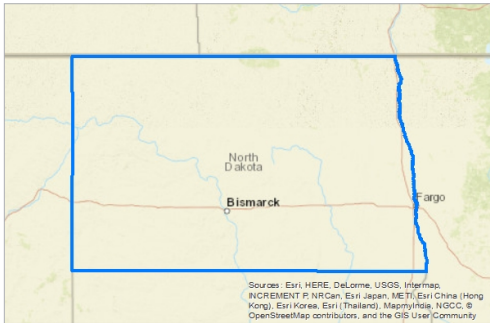 North
Dakota
Bismarck
Fargo
Sources: Esri, HERE, DeLorme, USGS, Intermap,
INCREMENT P, NRCan, Esri Japan, METI, Esri China (Hong
Kong), Esri Korea, Esri (Thailand), MapmyIndia, NGCC, ©
OpenStreetMap contributors, and the GIS User Community